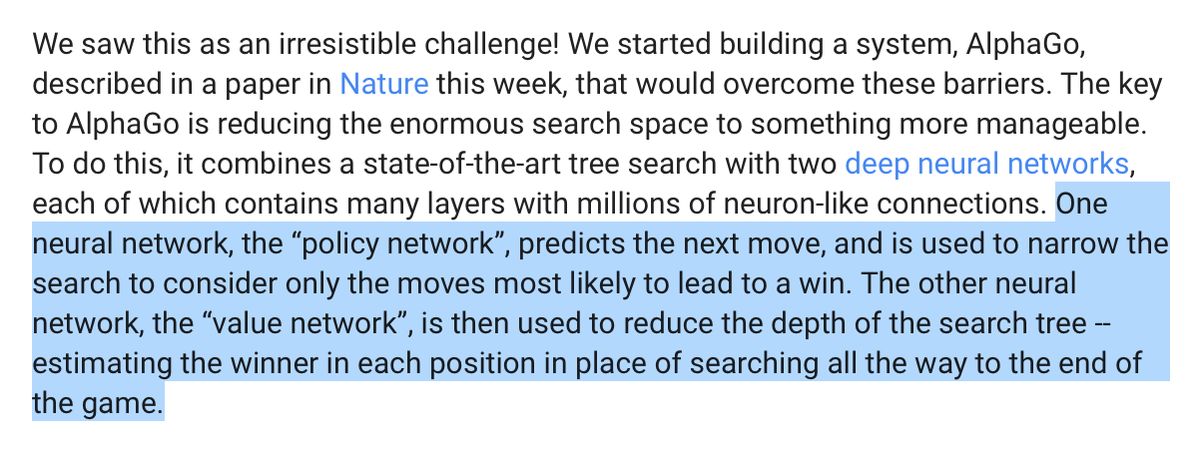 We saw this as an irresistible challenge! We started building a system, AlphaGo,
described in a paper in Nature this week, that would overcome these barriers. The key
to AlphaGo is reducing the enormous search space to something more manageable.
To do this, it combines a state-of-the-art tree search with two deep neural networks,
each of which contains many layers with millions of neuron-like connections. One
neural network, the “policy network”, predicts the next move, and is used to narrow the
search to consider only the moves most likely to lead to a win. The other neural
network, the “value network”, is then used to reduce the depth of the search tree --
estimating the winner in each position in place of searching all the way to the end of
the game.